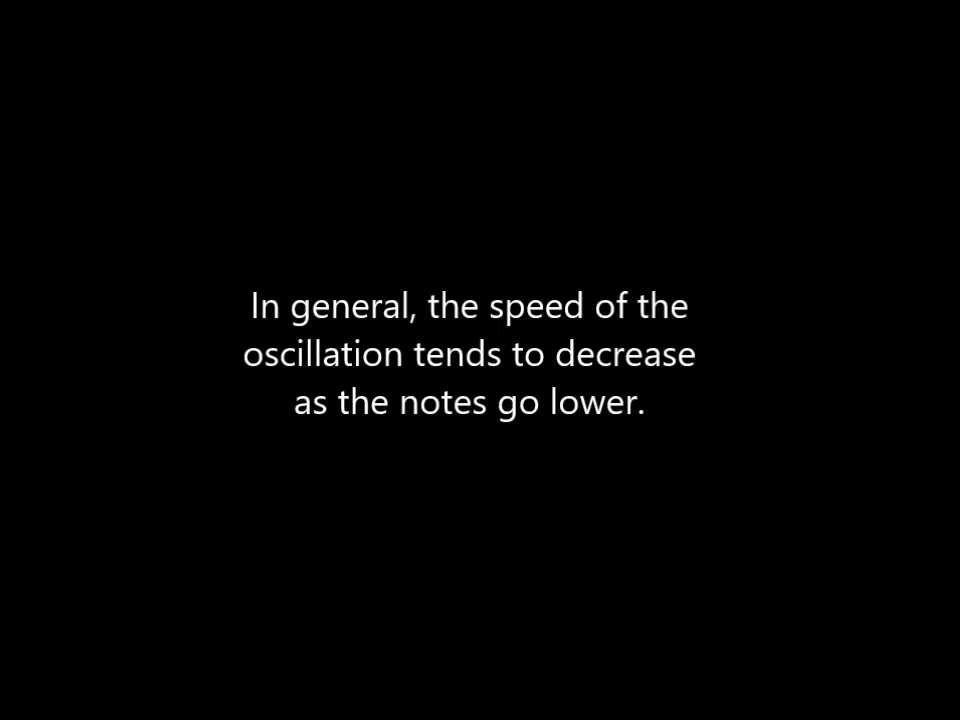 In general, the speed of the
oscillation tends to decrease
as the notes go lower.